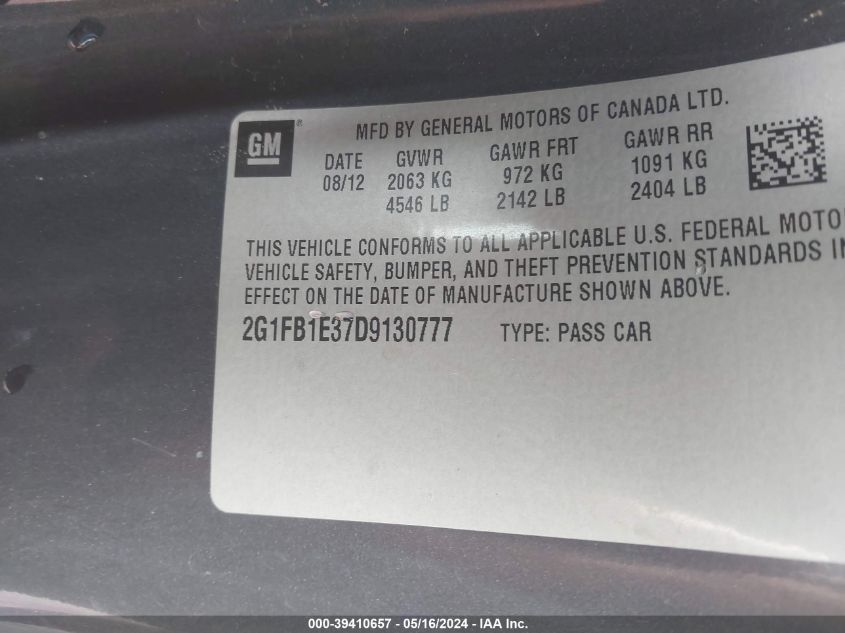 GM ®
MFD BY GENERAL MOTORS OF CANADA LTD.
DATE GVWR GAWR FRT GAWR RR
08/12 2063 KG 972 KG 1091 KG
4546 LB 2142 LB 2404 LB
THIS VEHICLE CONFORMS TO ALL APPLICABLE U.S. FEDERAL MOTO
VEHICLE SAFETY, BUMPER, AND THEFT PREVENTION STANDARDS IN
EFFECT ON THE DATE OF MANUFACTURE SHOWN ABOVE.
2G1FB1E37D9130777 TYPE: PASS CAR
000-39410657 - 05/16/2024 - IAA Inc.